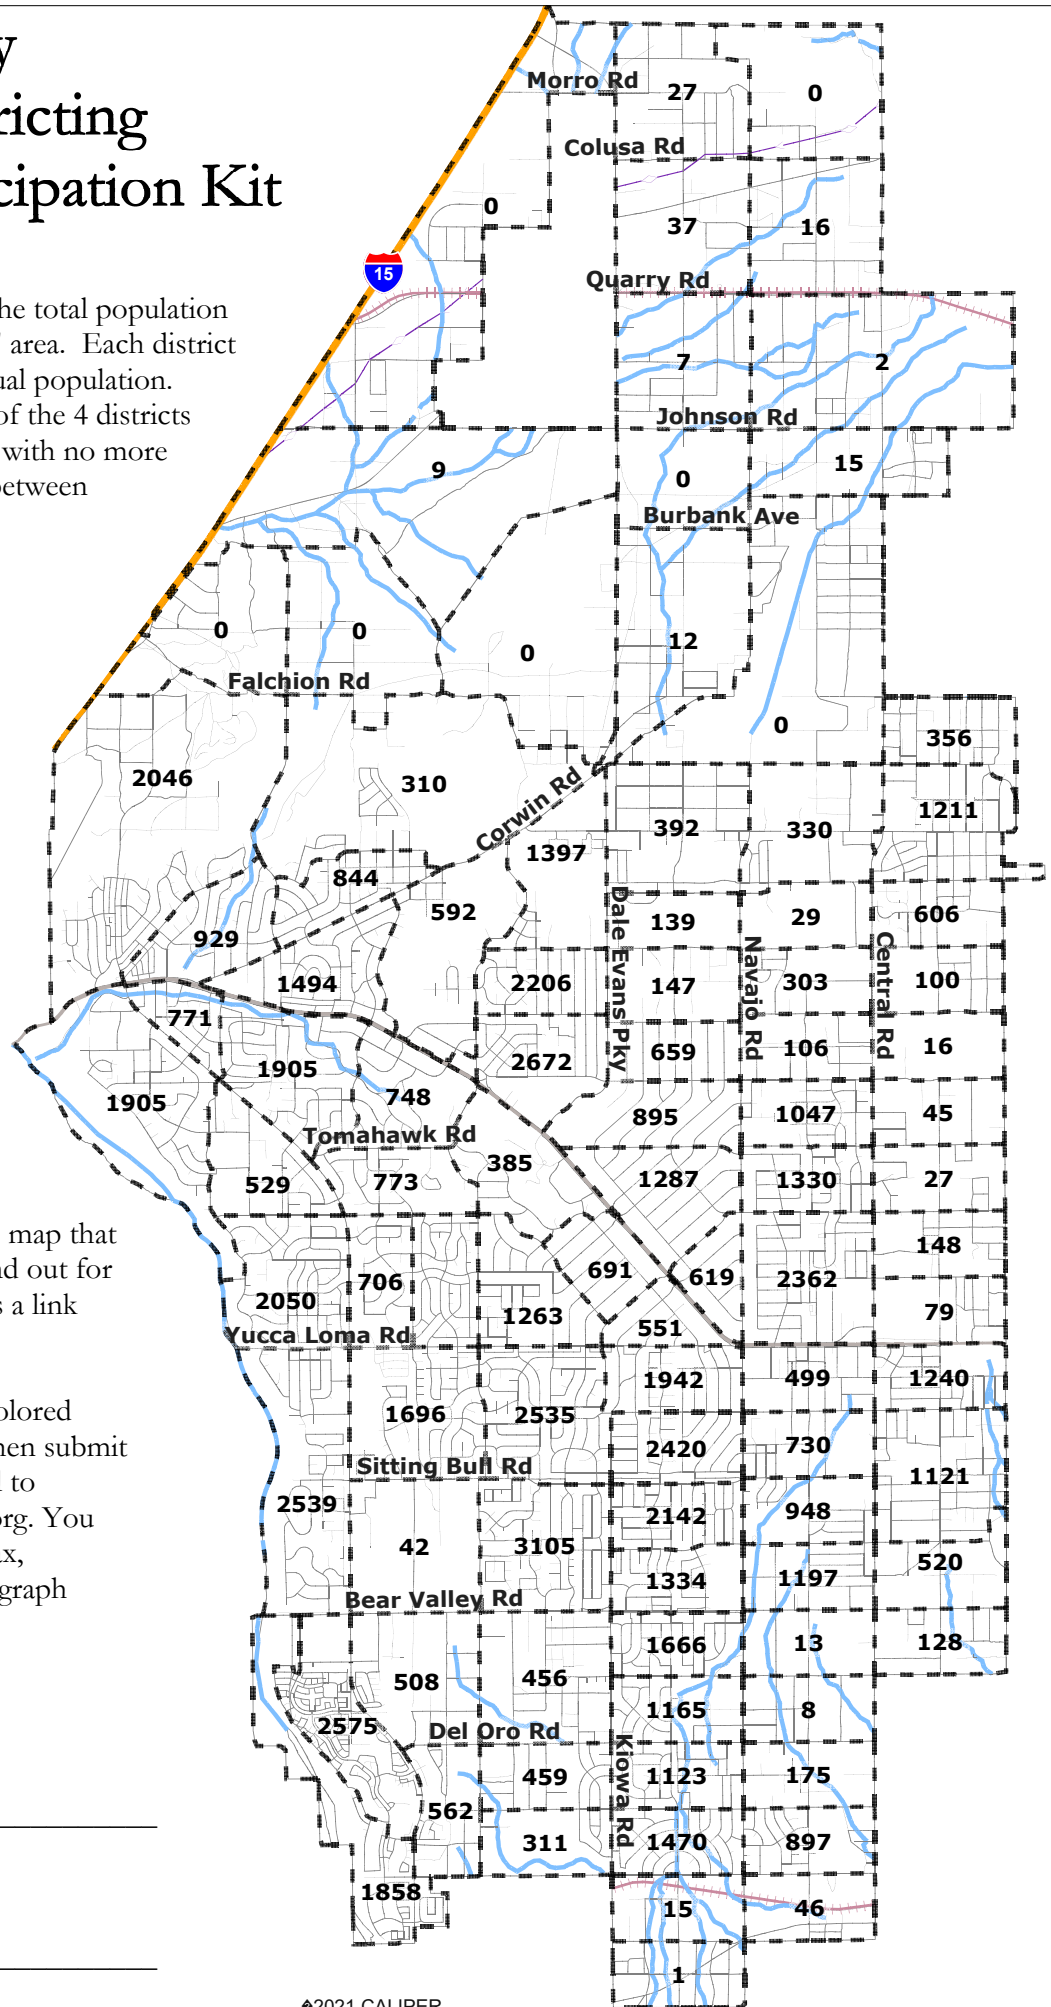 y
ricting
cipation Kit
he total population
' area. Each district
ual population.
of the 4 districts
with no more
between
map that
nd out for
s a link
olored
hen submit
l to
org. You
ax,
graph
Morro Rd
27
0
Colusa Rd
0
37
16
15
Quarry Rd
7
2
Johnson Rd
9
0
15
Burbank Ave
0
0
0
12
Falchion Rd
0
356
2046
310
Corwin Rd
1211
392
330
1397
844
592
Dale Evans Pky
139
29
606
929
Navajo Rd
Central Rd
1494
2206
147
303
100
771
1905
2672
659
106
16
1905
748
895
1047
45
Tomahawk Rd
385
529
773
1287
1330
27
148
691
619
2362
2050
706
1263
551
79
Yucca Loma Rd
1942
499
1240
1696
2535
2420
730
Sitting Bull Rd
1121
2539
2142
948
42
3105
520
1334
1197
Bear Valley Rd
1666
13
128
508
456
1165
8
2575
Del Oro Rd
Kiowa Rd
459
1123
175
562
311
1470
897
1858
15
46
1
©2021 CALIPER